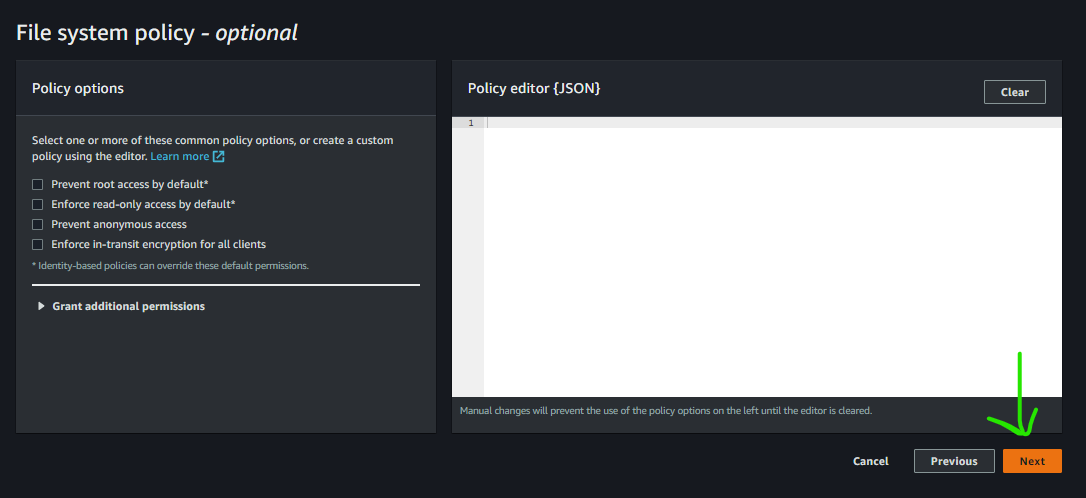 File system policy - optional
Policy options
Select one or more of these common policy options, or create a custom
policy using the editor. Learn more
Prevent root access by default*
Enforce read-only access by default*
Prevent anonymous access
Enforce in-transit encryption for all clients
* Identity-based policies can override these default permissions.
Grant additional permissions
Policy editor {JSON}
Clear
1
Manual changes will prevent the use of the policy options on the left until the editor is cleared.
Cancel
Previous
Next